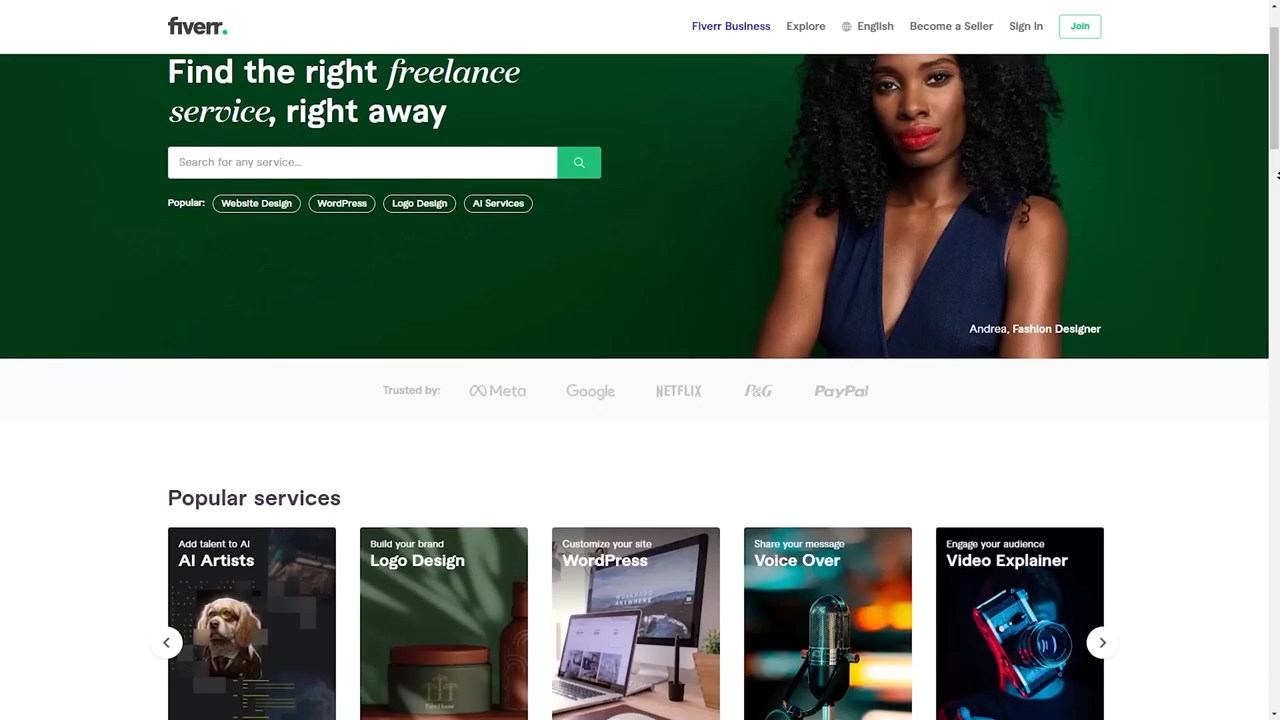 fiverr.
Fiverr Business
Explore
English
Become a Seller
Sign in
Join
Find the right freelance
service, right away
Search for any service...
Popular:
Website Design
WordPress
Logo Design
AI Services
Andrea, Fashion Designer
Trusted by:
Meta
Google
NETFLIX
P&G
PayPal
Popular services
Add talent to AI
AI Artists
Build your brand
Logo Design
Customize your site
WordPress
Share your message
Voice Over
Engage your audience
Video Explainer